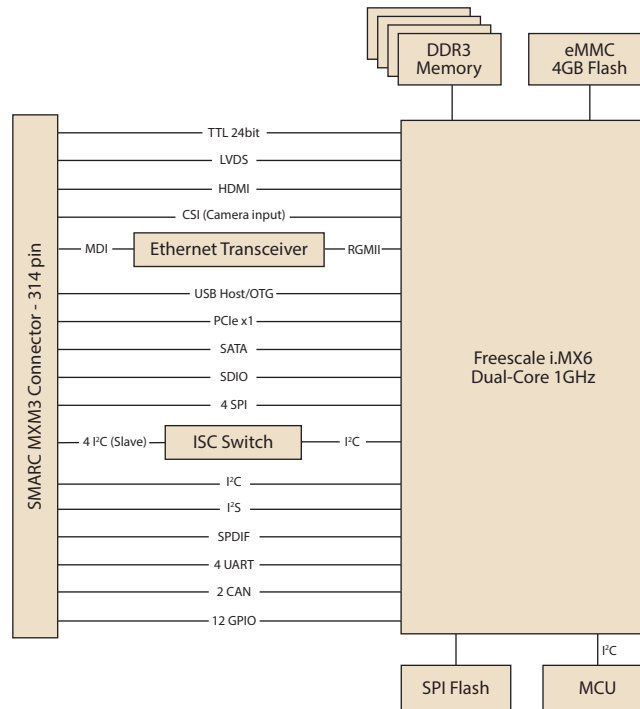 DDR3
Memory
eMMC
4GB Flash
SMARC MXM3 Connector - 314 pin
TTL 24bit
LVDS
HDMI
CSI (Camera input)
MDI
Ethernet Transceiver
RGMII
USB Host/OTG
PCIe x1
SATA
SDIO
4 SPI
4 I²C (Slave)
ISC Switch
I²C
I²C
I²S
SPDIF
4 UART
2 CAN
12 GPIO
Freescale i.MX6
Dual-Core 1GHz
I²C
SPI Flash
MCU